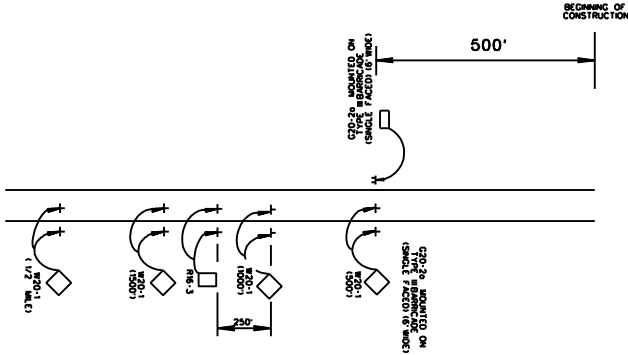 BEGINNING OF
CONSTRUCTION
500'
G20-2a MOUNTED ON
TYPE III BARRICADE
(SINGLE FACED) (6' WIDE)
W20-1
(1/2 MILE)
W20-1
(1500')
R16-3
W20-1
(1000')
250'
W20-1
(500')
G20-2a MOUNTED ON
TYPE III BARRICADE
(SINGLE FACED) (6' WIDE)